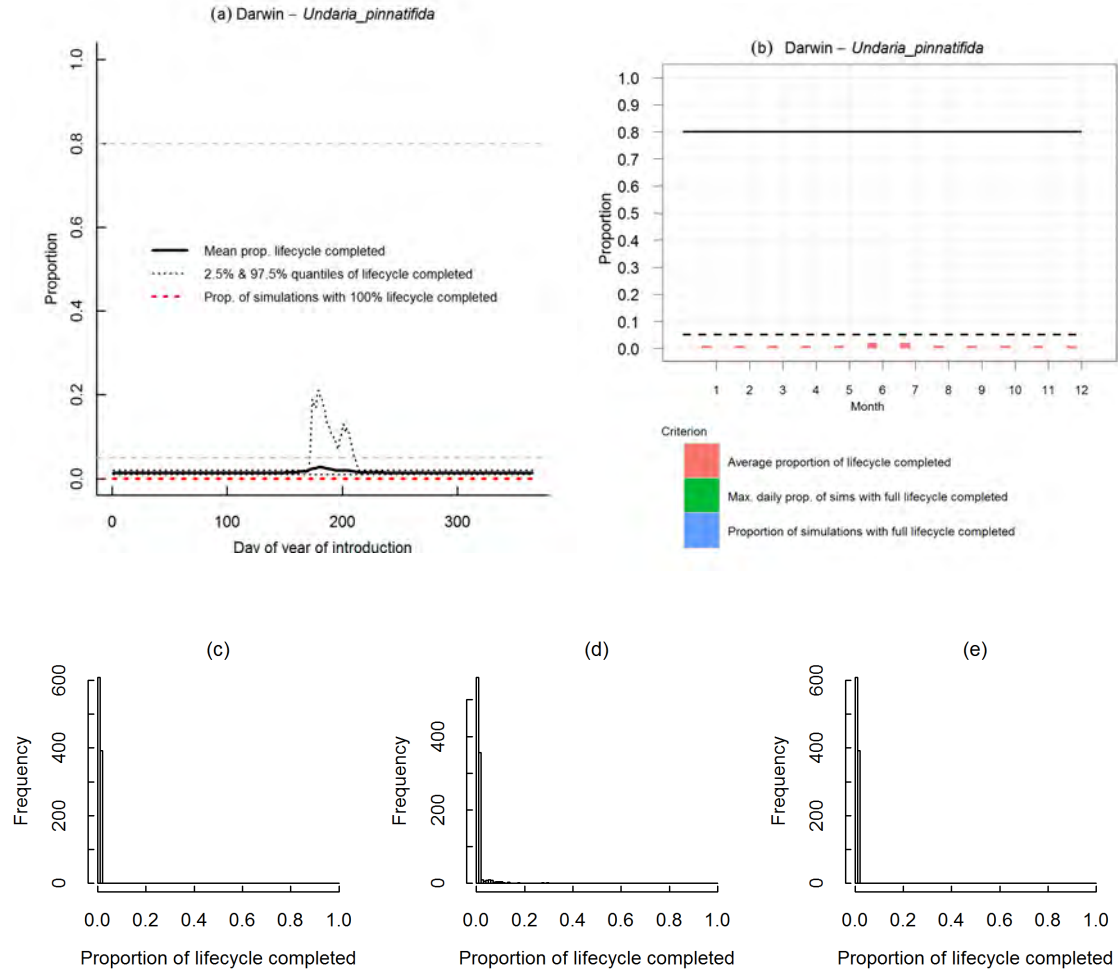 (a) Darwin – Undaria_pinnatifida
1.0
0.8
0.6
0.4
0.2
0.0
Proportion
Mean prop. lifecycle completed
2.5% & 97.5% quantiles of lifecycle completed
Prop. of simulations with 100% lifecycle completed
0 100 200 300
Day of year of introduction
(b) Darwin – Undaria_pinnatifida
1.0
0.9
0.8
0.7
0.6
0.5
0.4
0.3
0.2
0.1
0.0
Proportion
1 2 3 4 5 6 7 8 9 10 11 12
Month
Criterion
Average proportion of lifecycle completed
Max. daily prop. of sims with full lifecycle completed
Proportion of simulations with full lifecycle completed
(c)
600
400
200
0
Frequency
0.0 0.2 0.4 0.6 0.8 1.0
Proportion of lifecycle completed
(d)
400
200
0
Frequency
0.0 0.2 0.4 0.6 0.8 1.0
Proportion of lifecycle completed
(e)
600
400
200
0
Frequency
0.0 0.2 0.4 0.6 0.8 1.0
Proportion of lifecycle completed